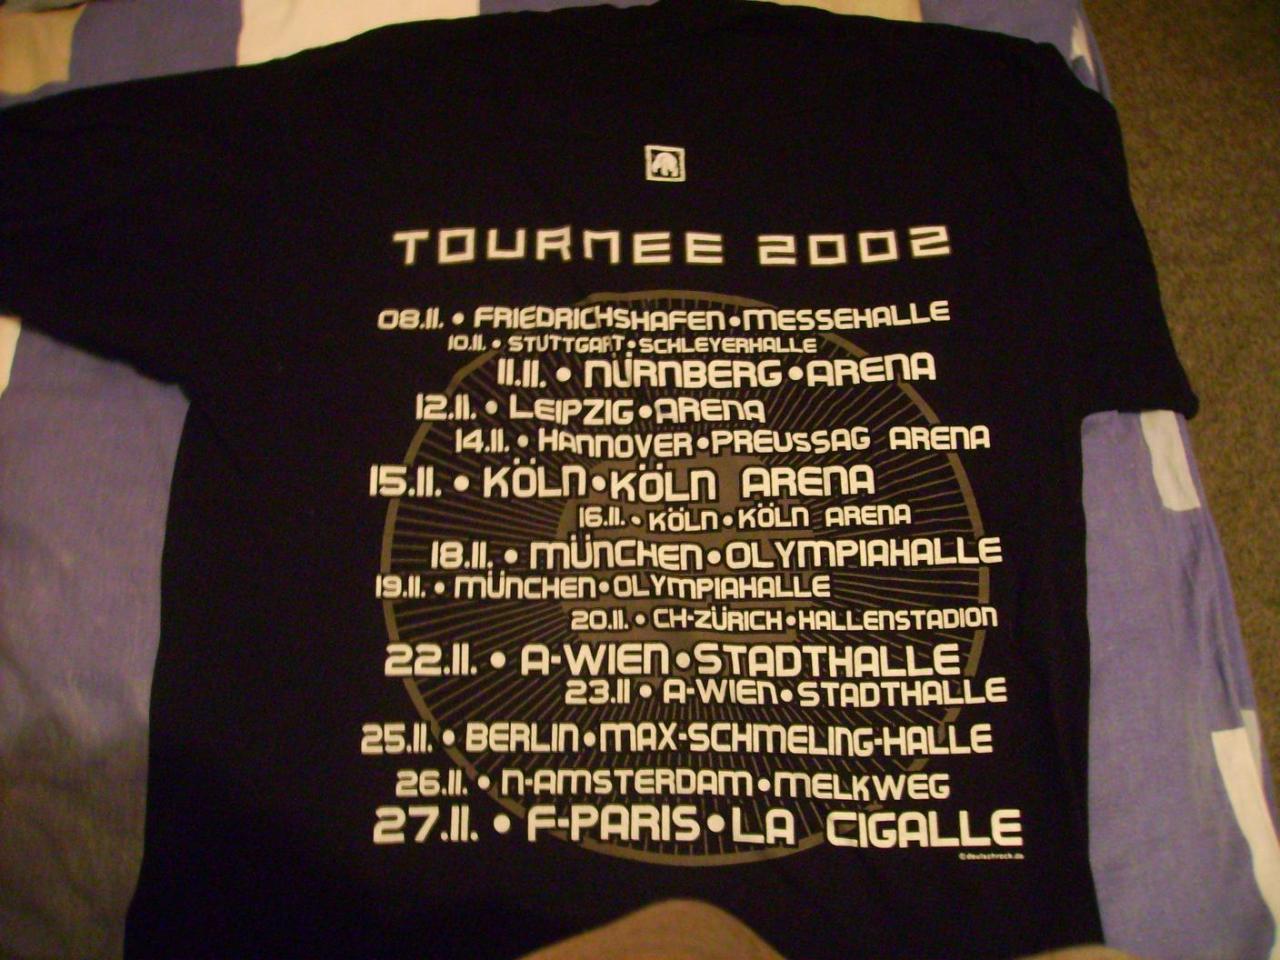 TOURNEE 2002
08.11. • FRIEDRICHSHAFEN • MESSEHALLE
10.11. • STUTTGART • SCHLEYERHALLE
11.11. • NÜRNBERG • ARENA
12.11. • LEIPZIG • ARENA
14.11. • HANNOVER • PREUSSAG ARENA
15.11. • KÖLN • KÖLN ARENA
16.11. • KÖLN • KÖLN ARENA
18.11. • MÜNCHEN • OLYMPIAHALLE
19.11. • MÜNCHEN • OLYMPIAHALLE
20.11. • CH-ZÜRICH • HALLENSTADION
22.11. • A-WIEN • STADTHALLE
23.11 • A-WIEN • STADTHALLE
25.11. • BERLIN • MAX-SCHMELING-HALLE
26.11. • N-AMSTERDAM • MELKWEG
27.11. • F-PARIS • LA CIGALLE
© deutschrock.de